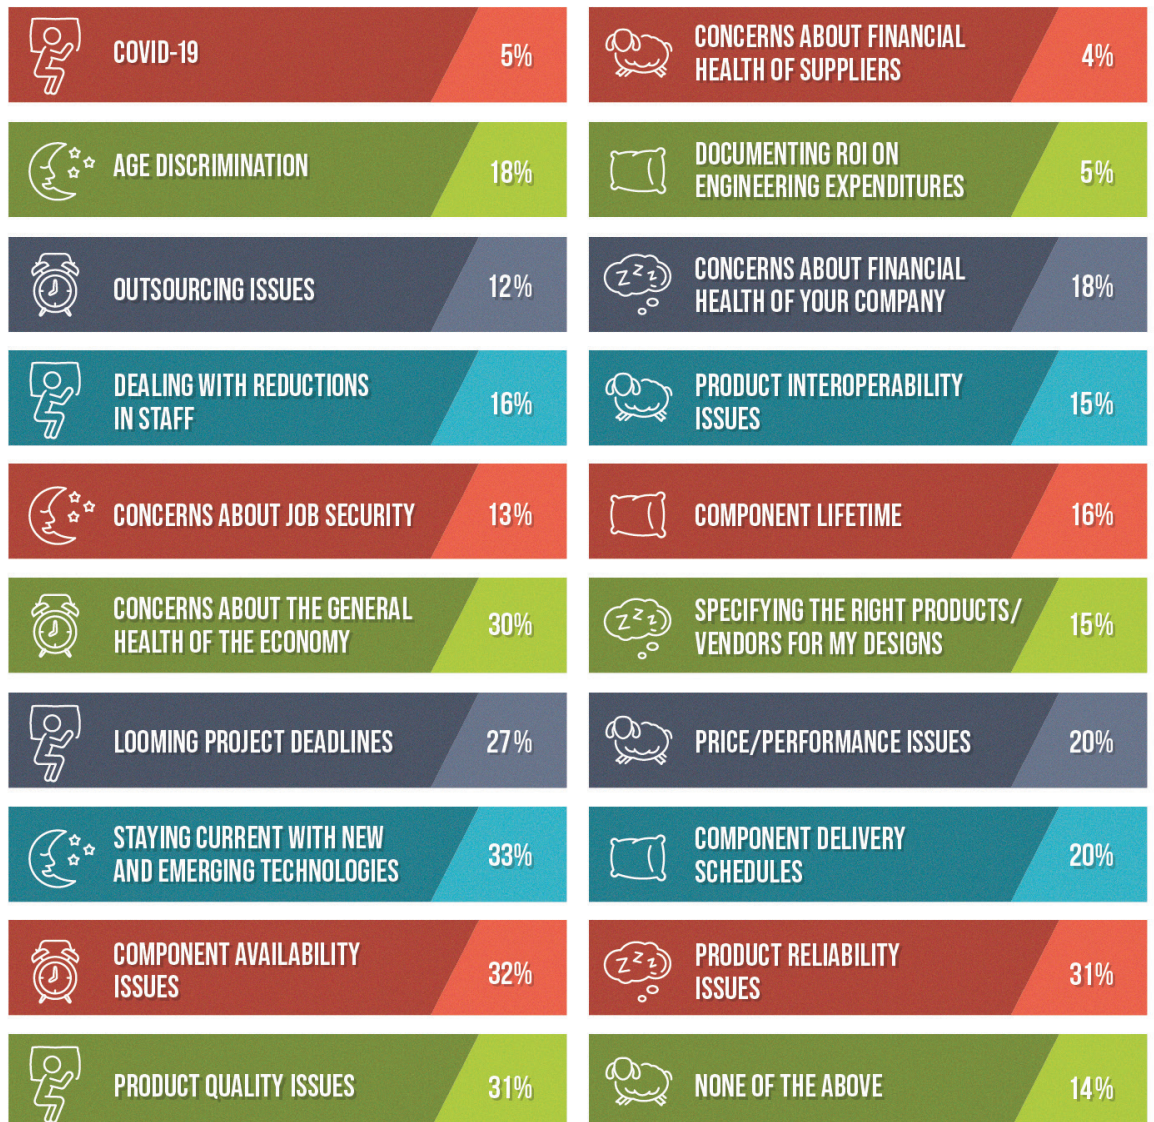 COVID-19
5%
CONCERNS ABOUT FINANCIAL
HEALTH OF SUPPLIERS
4%
AGE DISCRIMINATION
18%
DOCUMENTING ROI ON
ENGINEERING EXPENDITURES
5%
OUTSOURCING ISSUES
12%
CONCERNS ABOUT FINANCIAL
HEALTH OF YOUR COMPANY
18%
DEALING WITH REDUCTIONS
IN STAFF
16%
PRODUCT INTEROPERABILITY
ISSUES
15%
CONCERNS ABOUT JOB SECURITY
13%
COMPONENT LIFETIME
16%
CONCERNS ABOUT THE GENERAL
HEALTH OF THE ECONOMY
30%
SPECIFYING THE RIGHT PRODUCTS/
VENDORS FOR MY DESIGNS
15%
LOOMING PROJECT DEADLINES
27%
PRICE/PERFORMANCE ISSUES
20%
STAYING CURRENT WITH NEW
AND EMERGING TECHNOLOGIES
33%
COMPONENT DELIVERY
SCHEDULES
20%
COMPONENT AVAILABILITY
ISSUES
32%
PRODUCT RELIABILITY
ISSUES
31%
PRODUCT QUALITY ISSUES
31%
NONE OF THE ABOVE
14%
Z Z Z
Z Z Z
Z Z Z